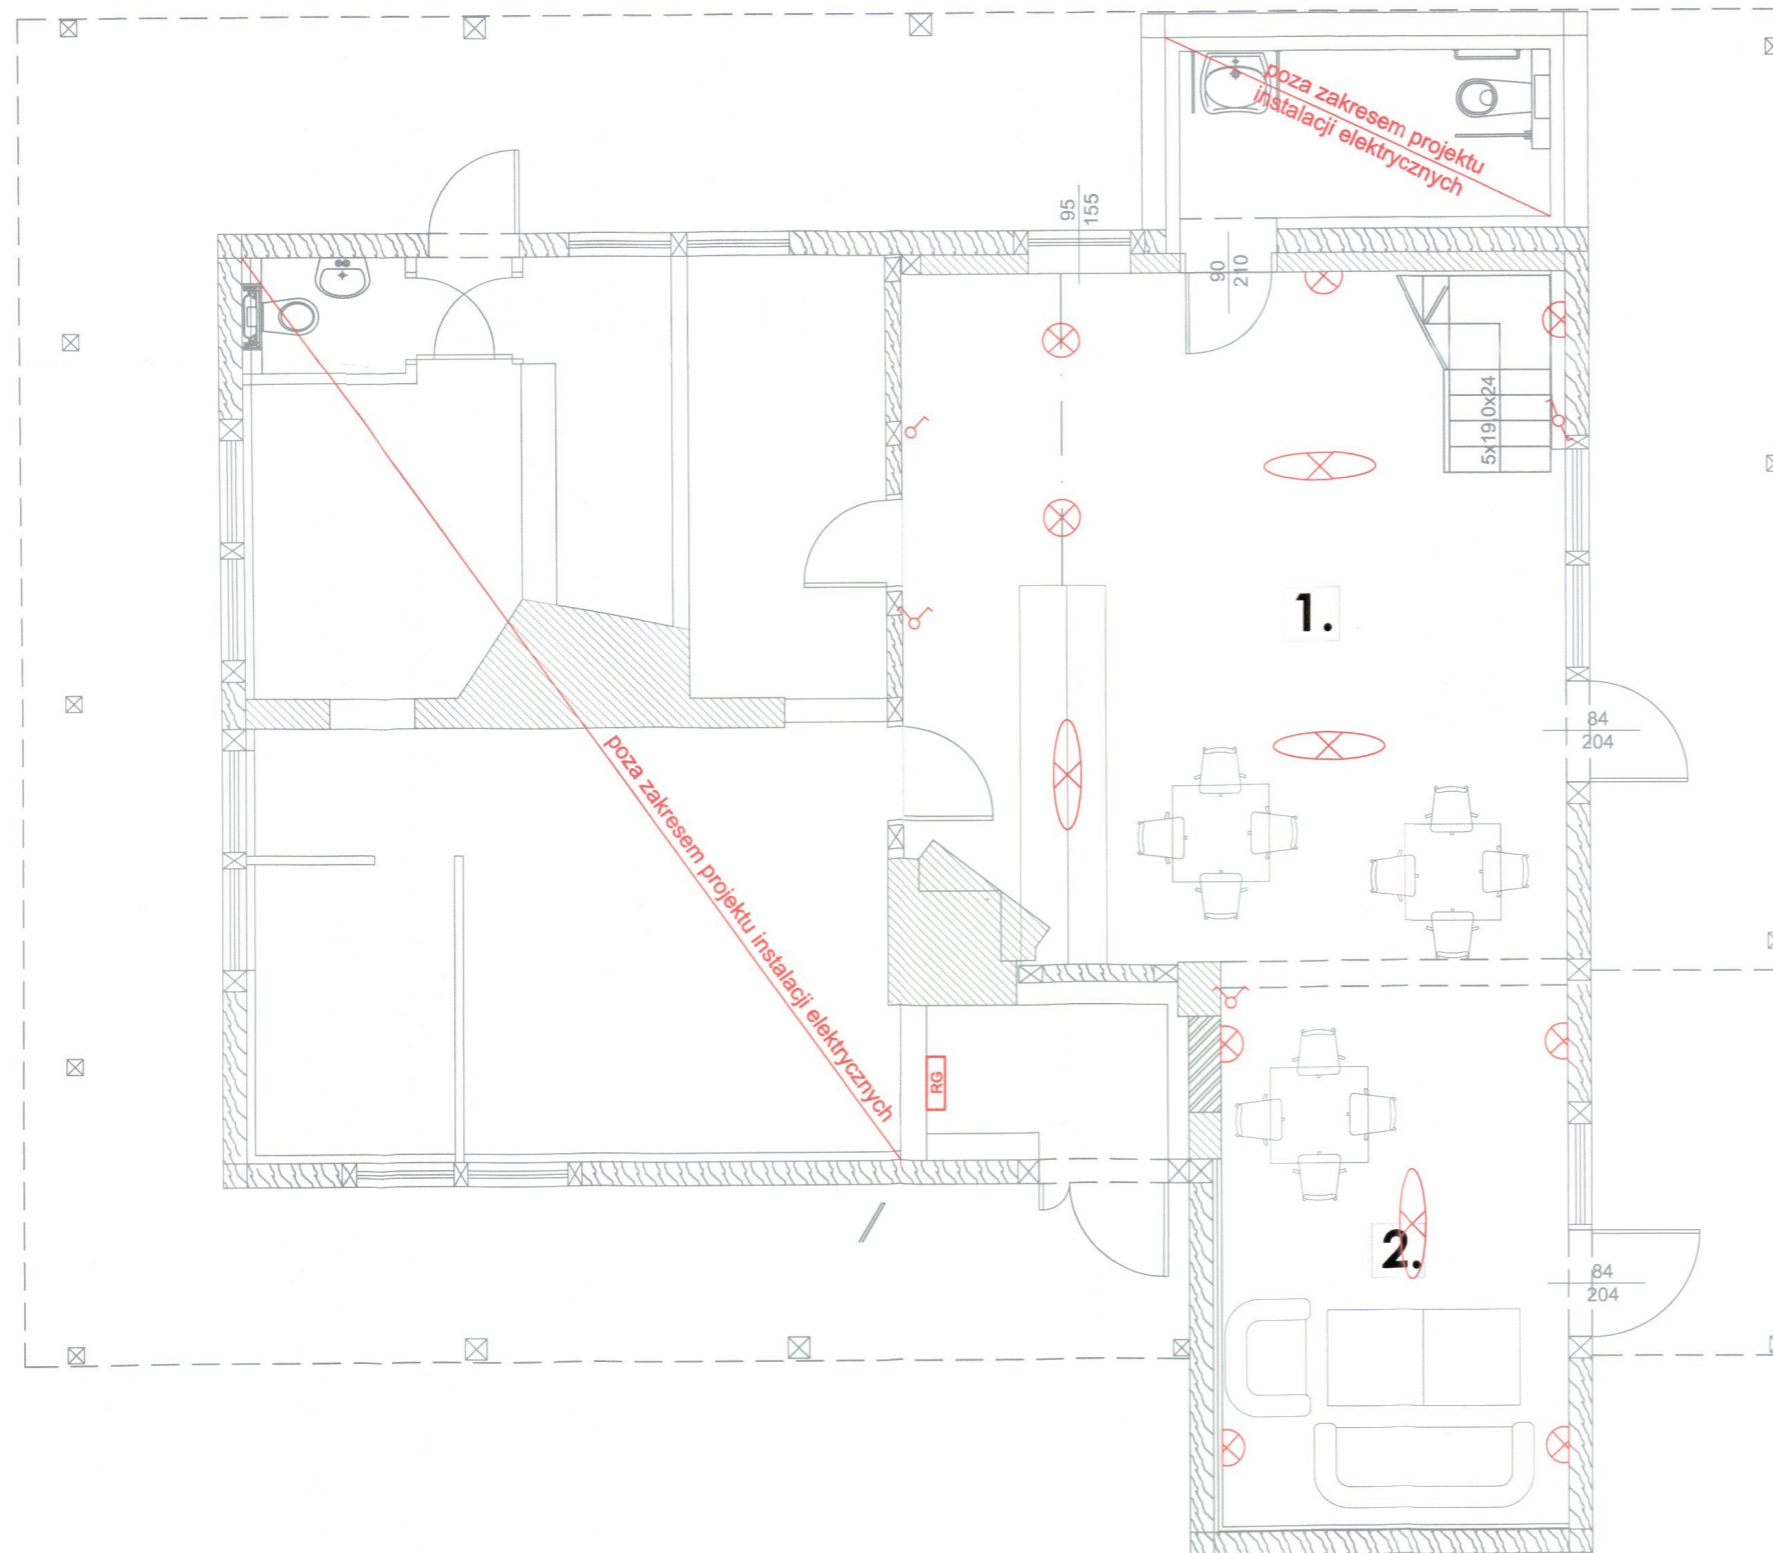 poza zakresem projektu
instalacji elektrycznych
95
155
90
210
5x19,0x24
1.
84
204
poza zakresem projektu instalacji elektrycznych
RG
2.
84
204